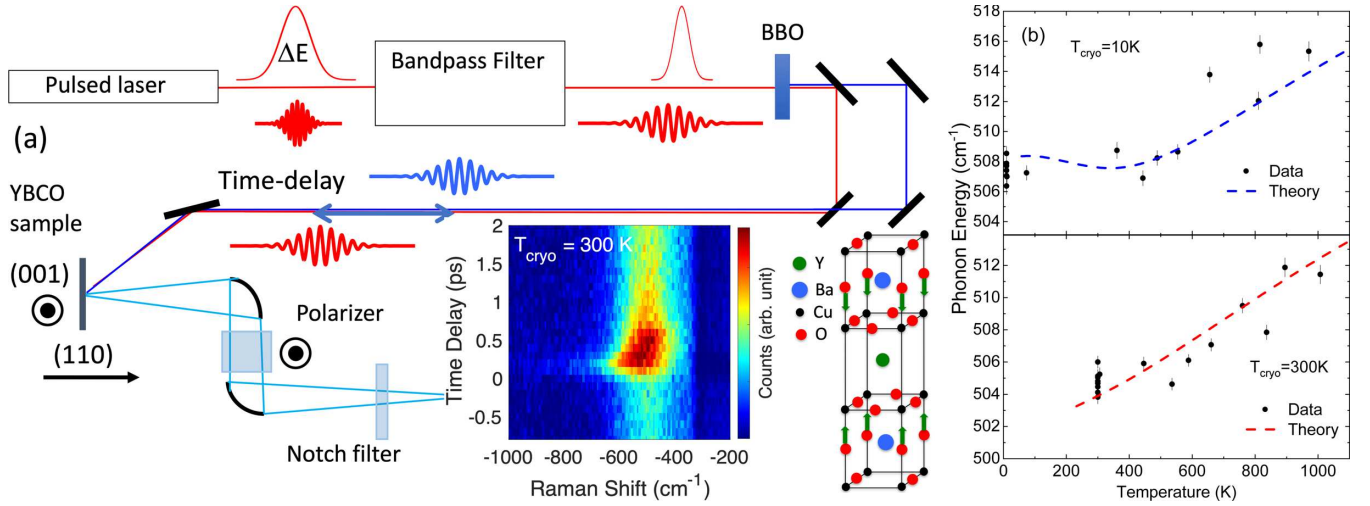 ΔE
BBO
Pulsed laser
Bandpass Filter
(a)
Time-delay
YBCO
sample
(001)
(110)
Polarizer
Notch filter
T_cryo = 300 K
2
1.5
1
0.5
0
-0.5
Time Delay (ps)
-1000
-600
-400
-200
Raman Shift (cm⁻¹)
Counts (arb. unit)
Y
Ba
Cu
O
(b)
T_cryo=10K
518
516
514
512
510
508
506
504
Data
Theory
Phonon Energy (cm⁻¹)
512
510
508
506
504
502
500
T_cryo=300K
Data
Theory
0
200
400
600
800
1000
Temperature (K)